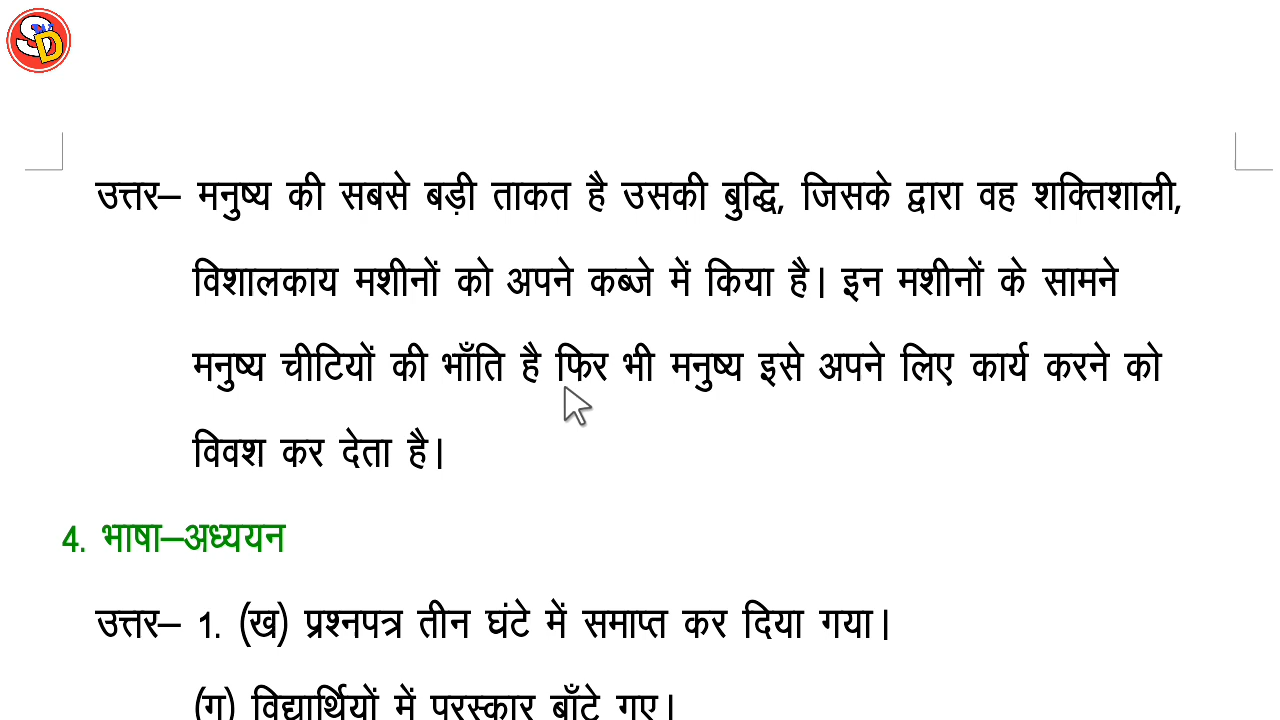 SD
उत्तर– मनुष्य की सबसे बड़ी ताकत है उसकी बुद्धि, जिसके द्वारा वह शक्तिशाली,
विशालकाय मशीनों को अपने कब्जे में किया है। इन मशीनों के सामने
मनुष्य चीटियों की भाँति है फिर भी मनुष्य इसे अपने लिए कार्य करने को
विवश कर देता है।
4. भाषा–अध्ययन
उत्तर– 1. (ख) प्रश्नपत्र तीन घंटे में समाप्त कर दिया गया।
(ग) विद्यार्थियों में पुरस्कार बाँटे गए।